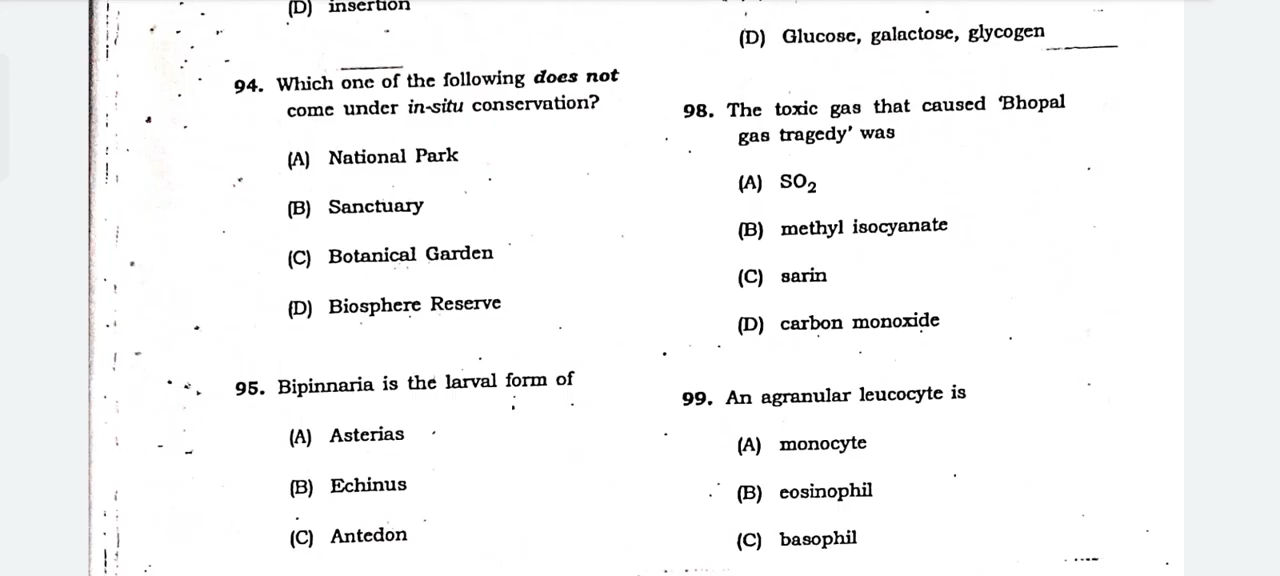 (D) insertion
94. Which one of the following does not
come under in-situ conservation?
(A) National Park
(B) Sanctuary
(C) Botanical Garden
(D) Biosphere Reserve
95. Bipinnaria is the larval form of
(A) Asterias
(B) Echinus
(C) Antedon
(D) Glucose, galactose, glycogen
98. The toxic gas that caused 'Bhopal
gas tragedy' was
(A) SO₂
(B) methyl isocyanate
(C) sarin
(D) carbon monoxide
99. An agranular leucocyte is
(A) monocyte
(B) eosinophil
(C) basophil